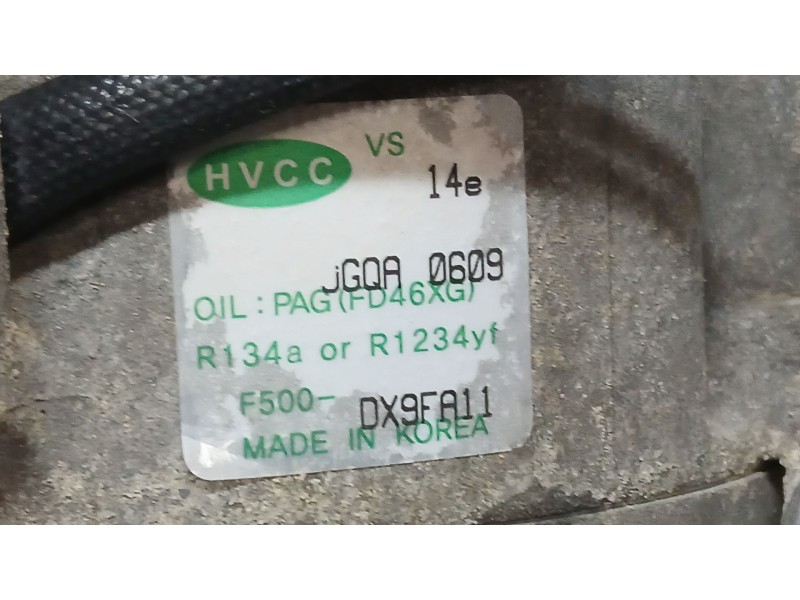 HVCC VS
14e
jGQA 0609
OIL : PAG (FD46XG)
R134a or R1234yf
F500- DX9FA11
MADE IN KOREA